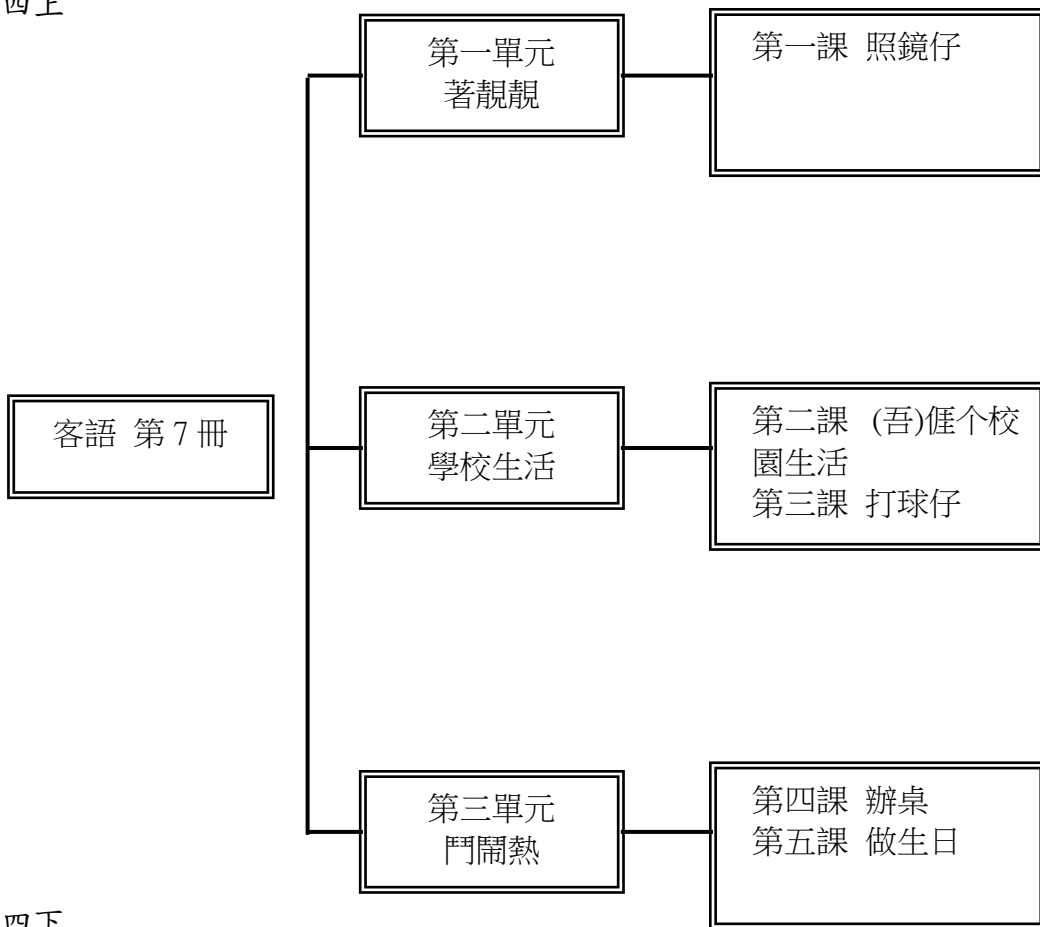 四上
第一單元
著靚靚
第一課 照鏡仔
客語 第7冊
第二單元
學校生活
第二課 (吾)𠊎个校
園生活
第三課 打球仔
第三單元
鬥鬧熱
第四課 辦桌
第五課 做生日
四下